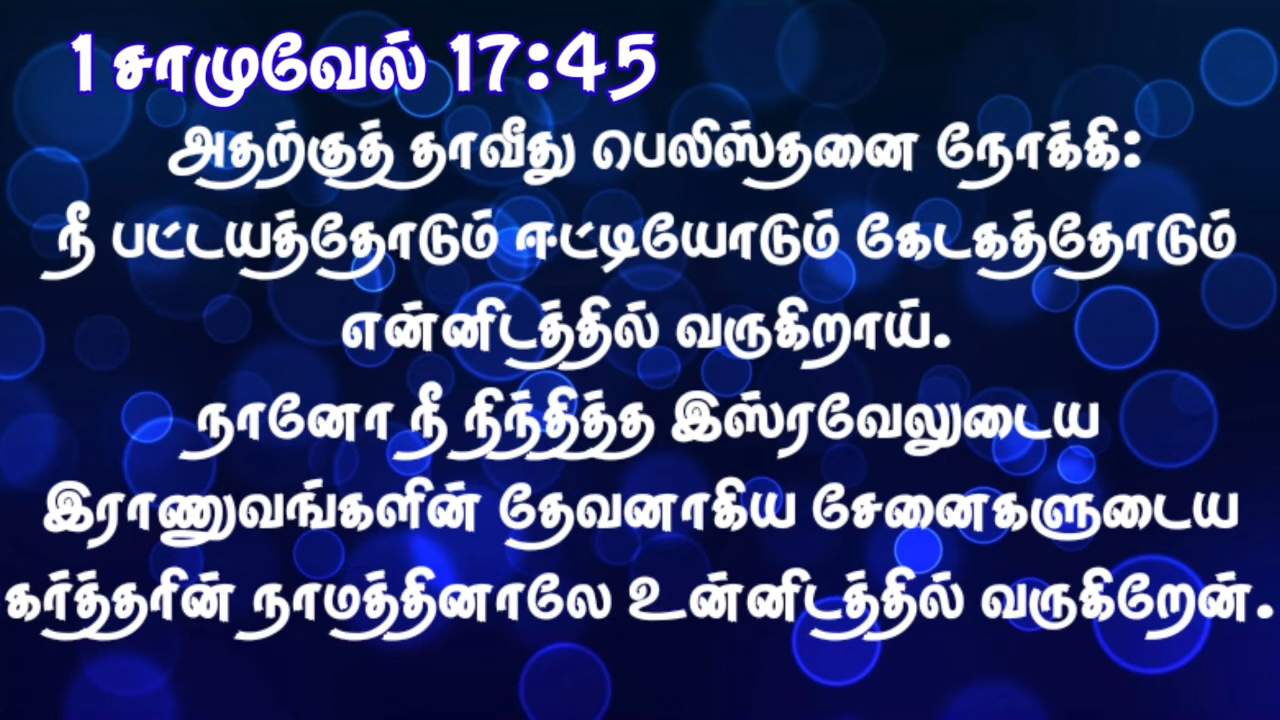 1 சாமுவேல் 17:45
அதற்குத் தாவீது பெலிஸ்தனை நோக்கி:
நீ பட்டயத்தோடும் ஈட்டியோடும் கேடகத்தோடும்
என்னிடத்தில் வருகிறாய்.
நானோ நீ நிந்தித்த இஸ்ரவேலுடைய
இராணுவங்களின் தேவனாகிய சேனைகளுடைய
கர்த்தரின் நாமத்தினாலே உன்னிடத்தில் வருகிறேன்.